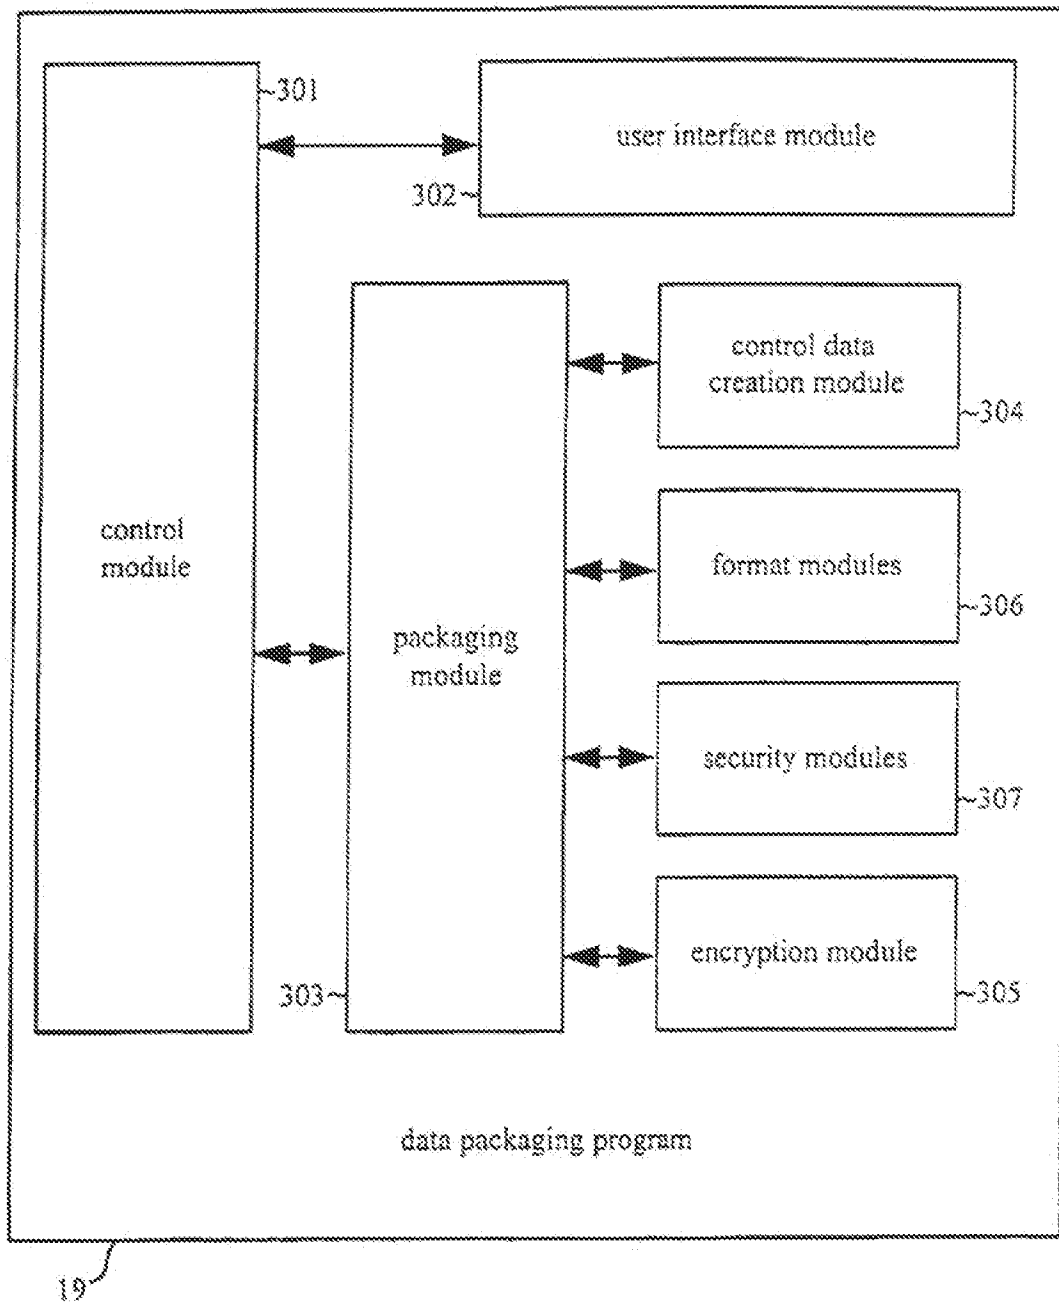 301
user interface module
302
control data
creation module
304
control
module
format modules
306
packaging
module
security modules
307
encryption module
303
305
data packaging program
19